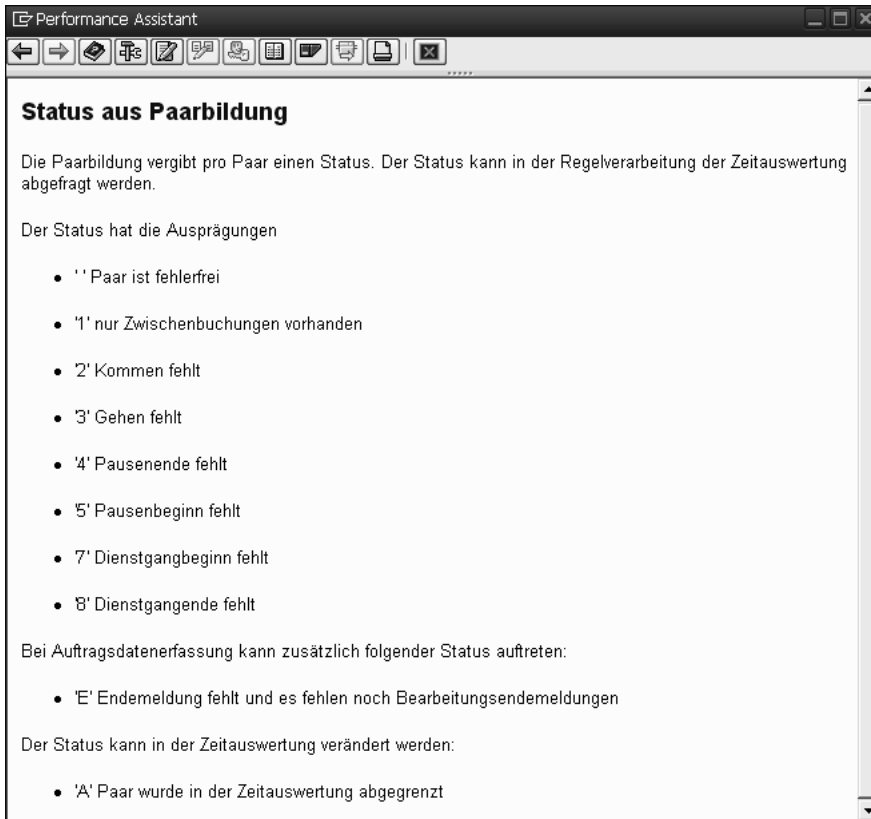 Performance Assistant
Status aus Paarbildung
Die Paarbildung vergibt pro Paar einen Status. Der Status kann in der Regelverarbeitung der Zeitauswertung
abgefragt werden.
Der Status hat die Ausprägungen
• ' ' Paar ist fehlerfrei
• '1' nur Zwischenbuchungen vorhanden
• '2' Kommen fehlt
• '3' Gehen fehlt
• '4' Pausenende fehlt
• '5' Pausenbeginn fehlt
• '7' Dienstgangbeginn fehlt
• '8' Dienstgangende fehlt
Bei Auftragsdatenerfassung kann zusätzlich folgender Status auftreten:
• 'E' Endemeldung fehlt und es fehlen noch Bearbeitungsendemeldungen
Der Status kann in der Zeitauswertung verändert werden:
• 'A' Paar wurde in der Zeitauswertung abgegrenzt